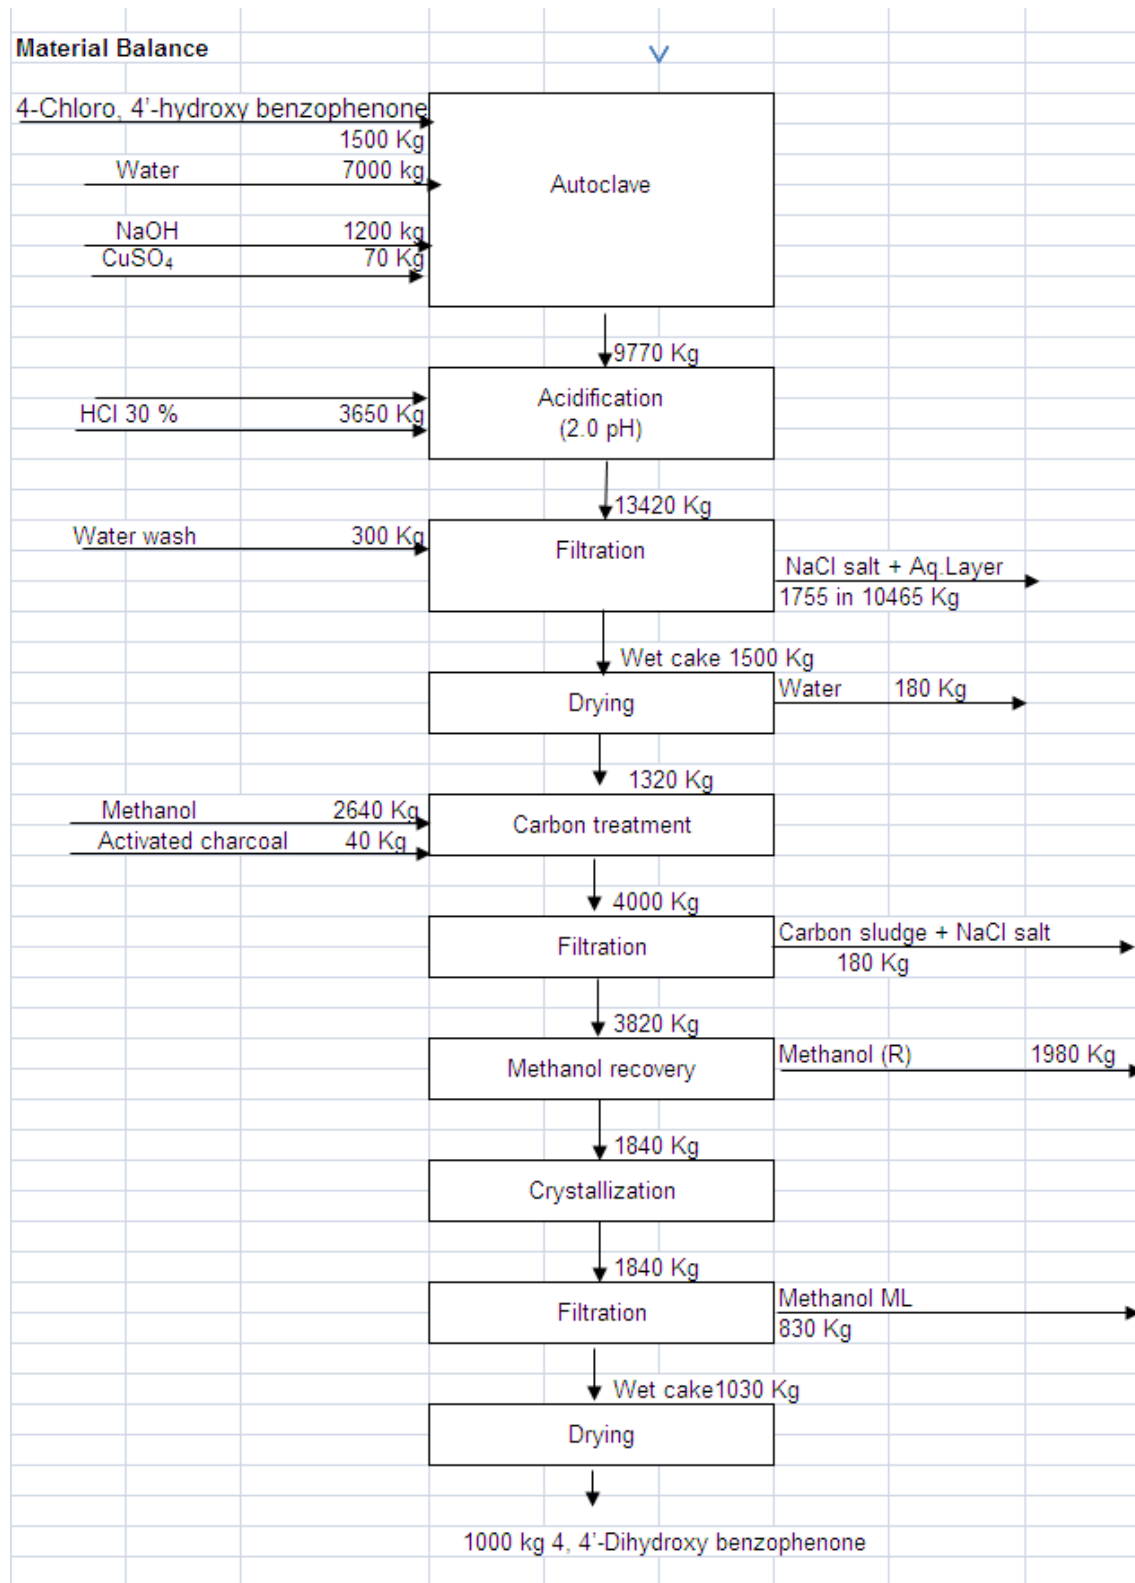 Material Balance
4-Chloro, 4'-hydroxy benzophenone
1500 Kg
Water 7000 kg
Autoclave
NaOH 1200 kg
CuSO₄ 70 Kg
9770 Kg
Acidification
HCl 30 % 3650 Kg
(2.0 pH)
13420 Kg
Water wash 300 Kg
Filtration
NaCl salt + Aq.Layer
1755 in 10465 Kg
Wet cake 1500 Kg
Water 180 Kg
Drying
1320 Kg
Methanol 2640 Kg
Carbon treatment
Activated charcoal 40 Kg
4000 Kg
Carbon sludge + NaCl salt
Filtration
180 Kg
3820 Kg
Methanol (R) 1980 Kg
Methanol recovery
1840 Kg
Crystallization
1840 Kg
Methanol ML
Filtration
830 Kg
Wet cake1030 Kg
Drying
1000 kg 4, 4'-Dihydroxy benzophenone